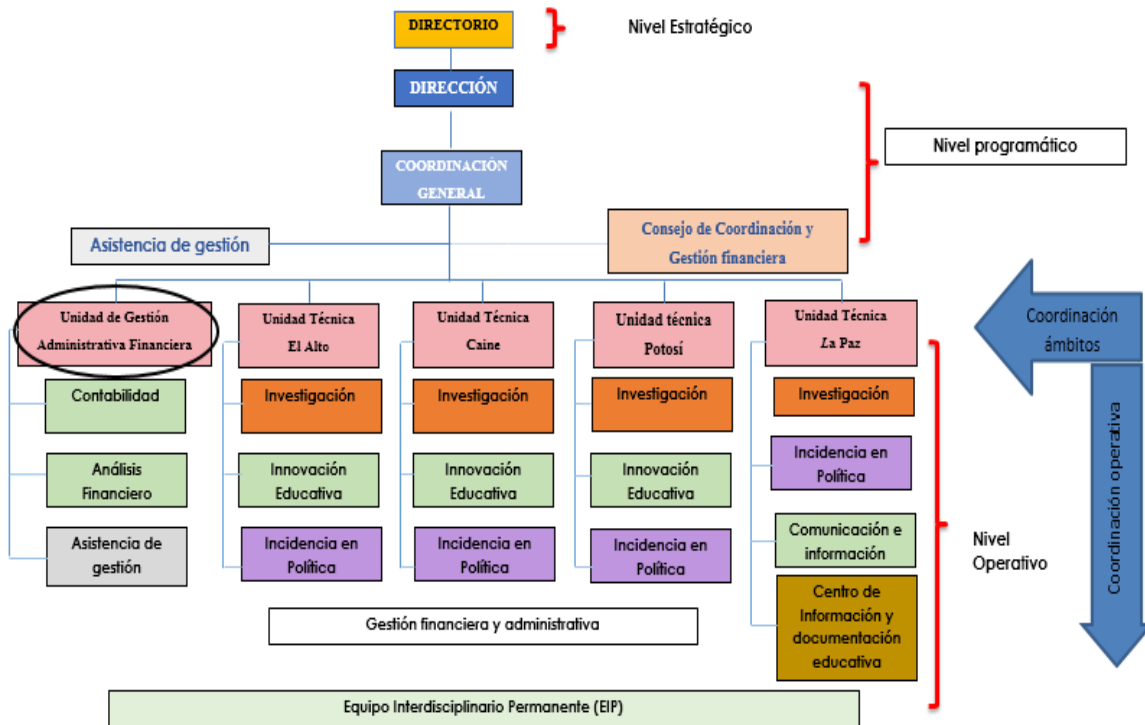 DIRECTORIO
Nivel Estratégico
DIRECCIÓN
Nivel programático
COORDINACIÓN
GENERAL
Asistencia de gestión
Consejo de Coordinación y
Gestión financiera
Unidad de Gestión
Administrativa Financiera
Contabilidad
Análisis
Financiero
Asistencia de
gestión
Unidad Técnica
El Alto
Investigación
Innovación
Educativa
Incidencia en
Política
Unidad Técnica
Caine
Investigación
Innovación
Educativa
Incidencia en
Política
Unidad técnica
Potosí
Investigación
Innovación
Educativa
Incidencia en
Política
Unidad Técnica
La Paz
Investigación
Incidencia en
Política
Comunicación e
información
Centro de
Información y
documentación
educativa
Coordinación
ámbitos
Coordinación operativa
Nivel
Operativo
Gestión financiera y administrativa
Equipo Interdisciplinario Permanente (EIP)